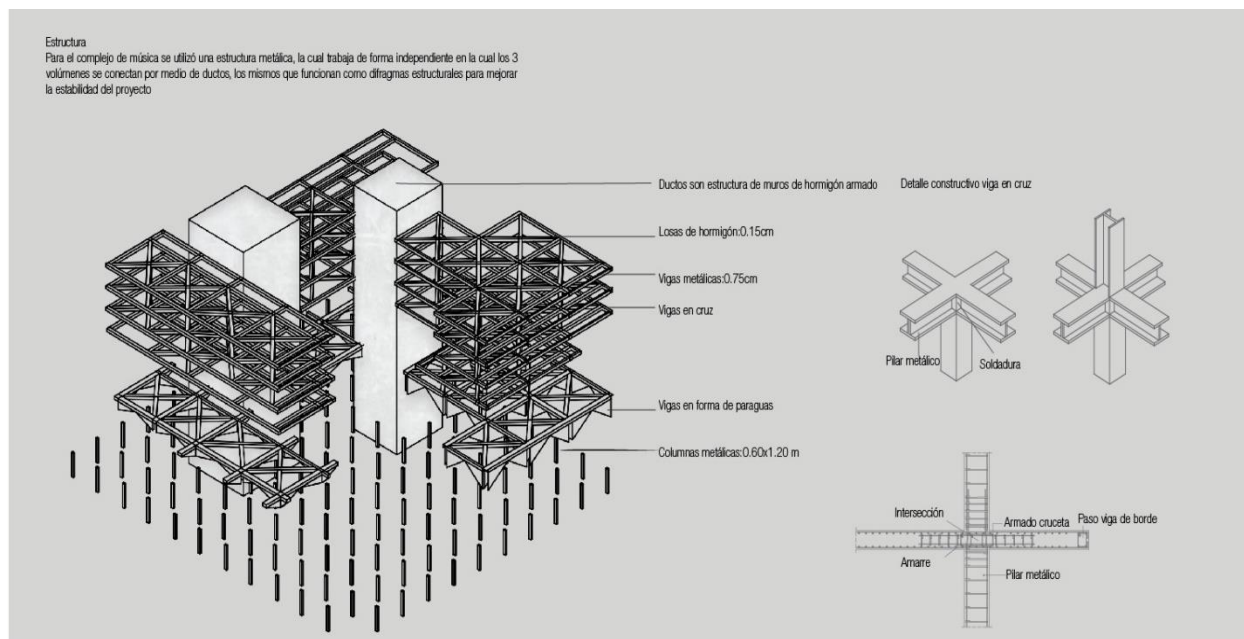 Estructura
Para el complejo de música se utilizó una estructura metálica, la cual trabaja de forma independiente en la cual los 3
volúmenes se conectan por medio de ductos, los mismos que funcionan como difragmas estructurales para mejorar
la estabilidad del proyecto
Ductos son estructura de muros de hormigón armado
Losas de hormigón:0.15cm
Vigas metálicas:0.75cm
Vigas en cruz
Vigas en forma de paraguas
Columnas metálicas:0.60x1.20 m
Detalle constructivo viga en cruz
Pilar metálico
Soldadura
Intersección
Armado cruceta
Paso viga de borde
Amarre
Pilar metálico